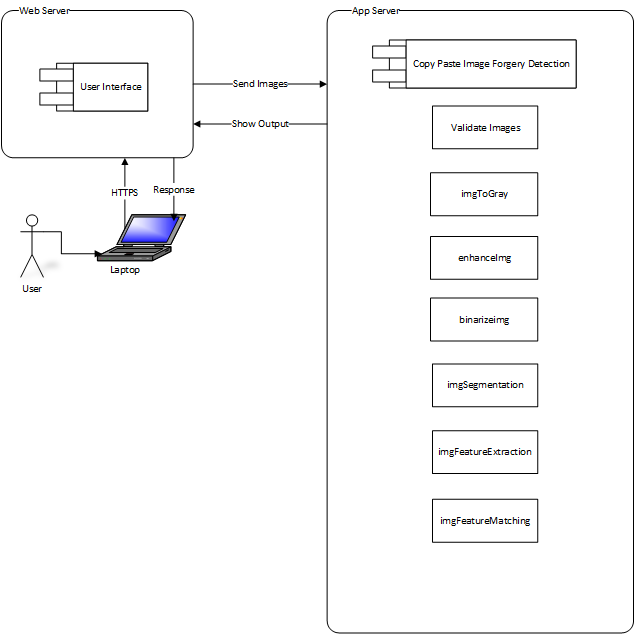 Web Server
App Server
User Interface
Copy Paste Image Forgery Detection
Send Images
Show Output
Validate Images
HTTPS
Response
imgToGray
Laptop
User
enhanceImg
binarizeimg
imgSegmentation
imgFeatureExtraction
imgFeatureMatching